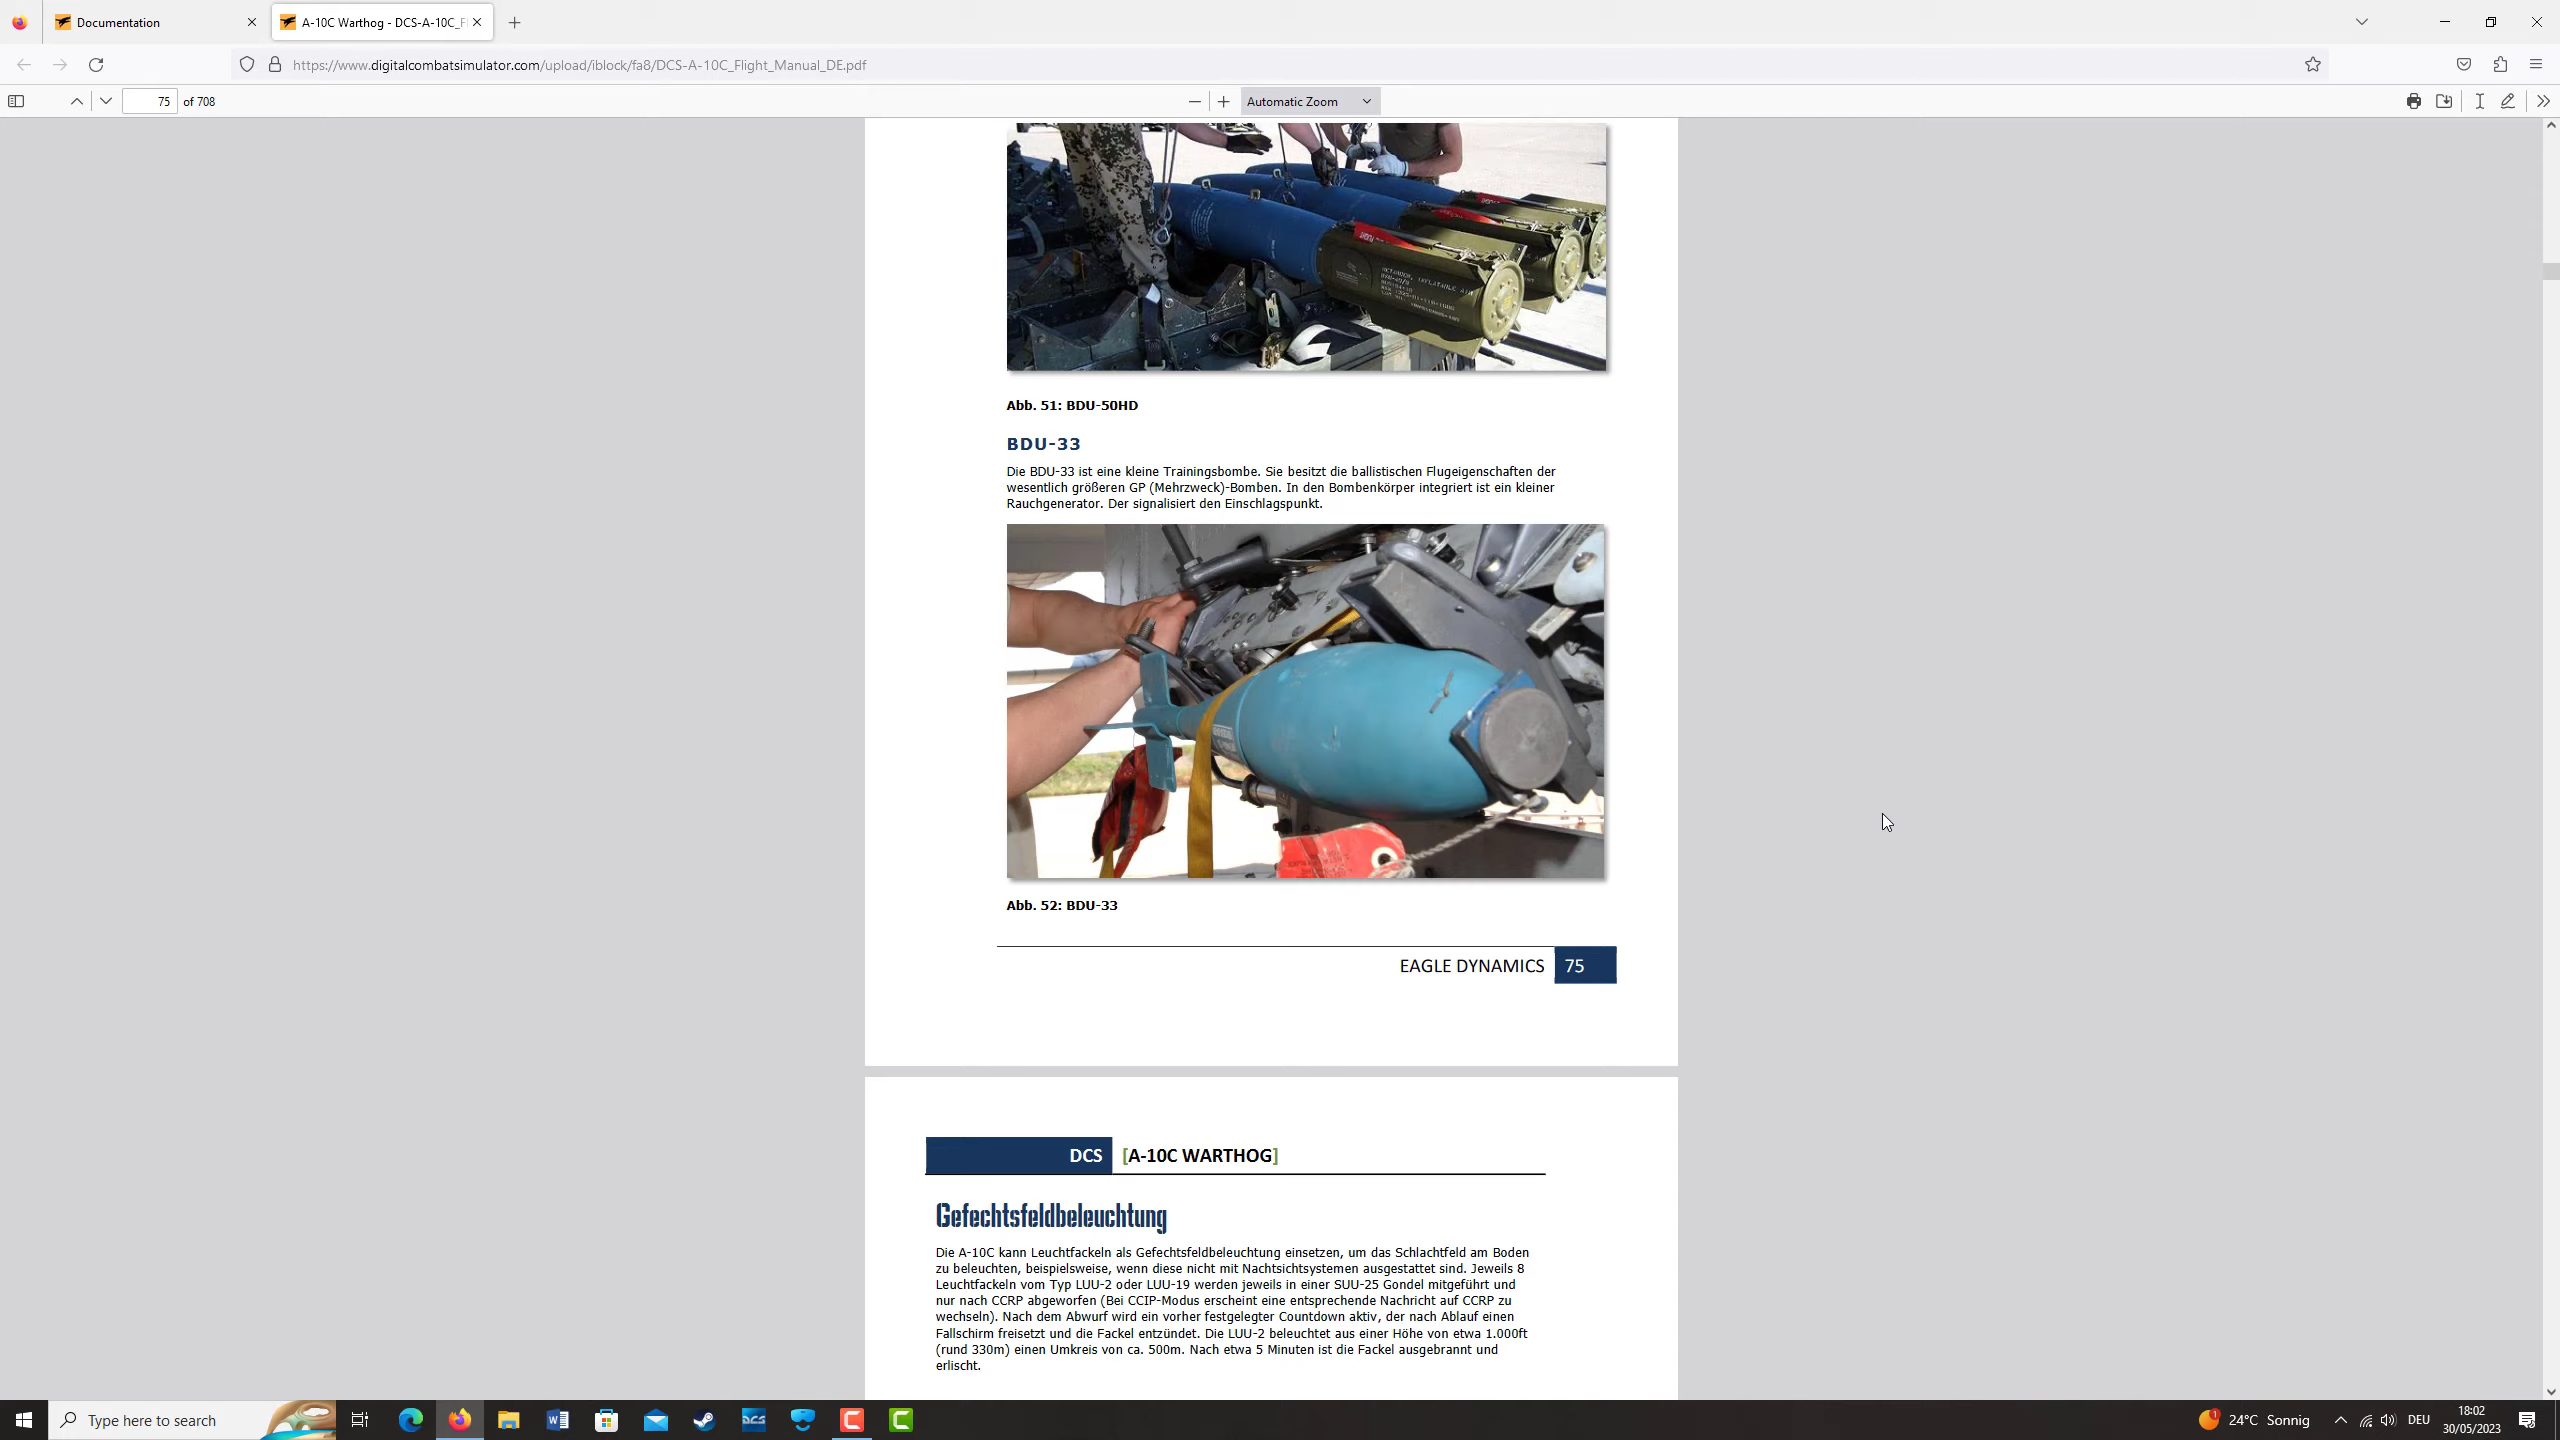 Documentation
A-10C Warthog - DCS-A-10C_F
https://www.digitalcombatsimulator.com/upload/iblock/fa8/DCS-A-10C_Flight_Manual_DE.pdf
75 of 708
Automatic Zoom
Abb. 51: BDU-50HD
BDU-33
Die BDU-33 ist eine kleine Trainingsbombe. Sie besitzt die ballistischen Flugeigenschaften der
wesentlich größeren GP (Mehrzweck)-Bomben. In den Bombenkörper integriert ist ein kleiner
Rauchgenerator. Der signalisiert den Einschlagspunkt.
Abb. 52: BDU-33
EAGLE DYNAMICS 75
DCS [A-10C WARTHOG]
Gefechtsfeldbeleuchtung
Die A-10C kann Leuchtfackeln als Gefechtsfeldbeleuchtung einsetzen, um das Schlachtfeld am Boden
zu beleuchten, beispielsweise, wenn diese nicht mit Nachtsichtsystemen ausgestattet sind. Jeweils 8
Leuchtfackeln vom Typ LUU-2 oder LUU-19 werden jeweils in einer SUU-25 Gondel mitgeführt und
nur nach CCRP abgeworfen (Bei CCIP-Modus erscheint eine entsprechende Nachricht auf CCRP zu
wechseln). Nach dem Abwurf wird ein vorher festgelegter Countdown aktiv, der nach Ablauf einen
Fallschirm freisetzt und die Fackel entzündet. Die LUU-2 beleuchtet aus einer Höhe von etwa 1.000ft
(rund 330m) einen Umkreis von ca. 500m. Nach etwa 5 Minuten ist die Fackel ausgebrannt und
erlischt.
Type here to search
DCS
1
24°C Sonnig
DEU
18:02
30/05/2023